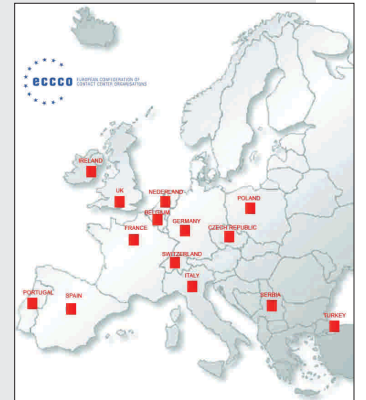 eccco EUROPEAN CONFEDERATION OF
CONTACT CENTER ORGANISATIONS
IRELAND
UK
NEDERLAND
BELGIUM
POLAND
GERMANY
CZECH REPUBLIC
FRANCE
SWITZERLAND
ITALY
PORTUGAL
SPAIN
SERBIA
TURKEY